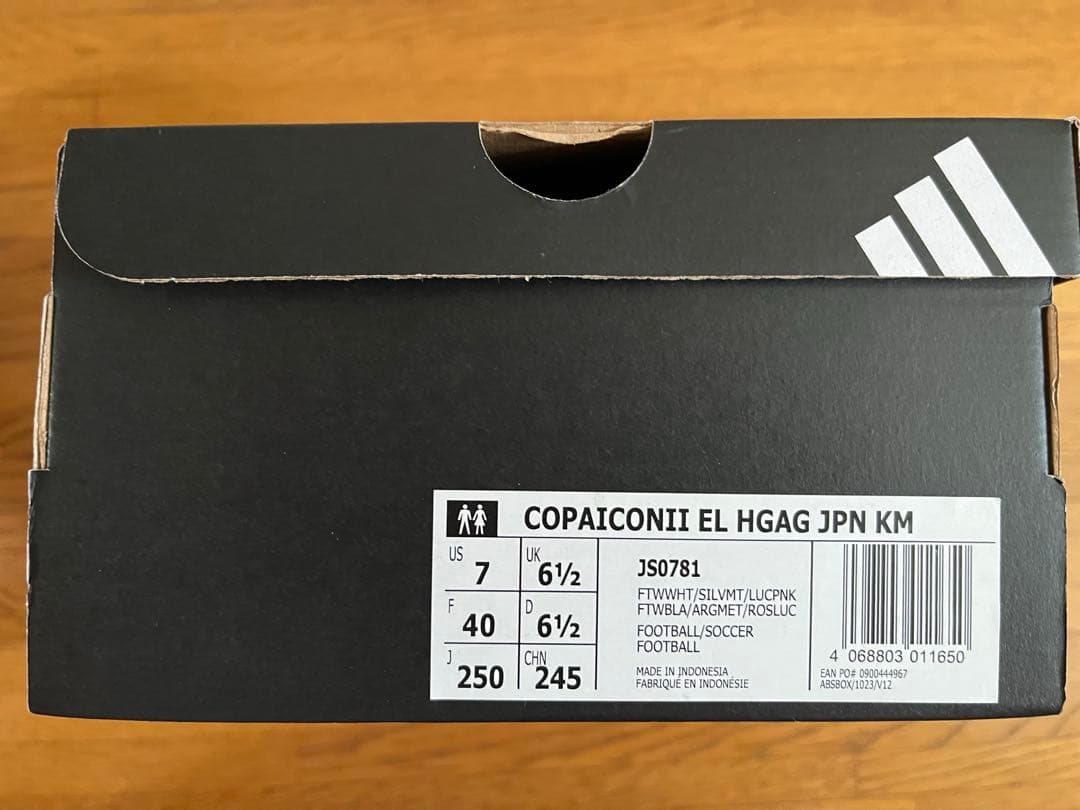 COPAICONII EL HGAG JPN KM
US 7
UK 6½
F 40
D 6½
J 250
CHN 245
JS0781
FTWWHT/SILVMT/LUCPNK
FTWBLA/ARGMET/ROSLUC
FOOTBALL/SOCCER
FOOTBALL
MADE IN INDONESIA
FABRIQUÉ EN INDONÉSIE
4 068803 011650
EAN PO# 0900444967
ABSBOX/1023/V12